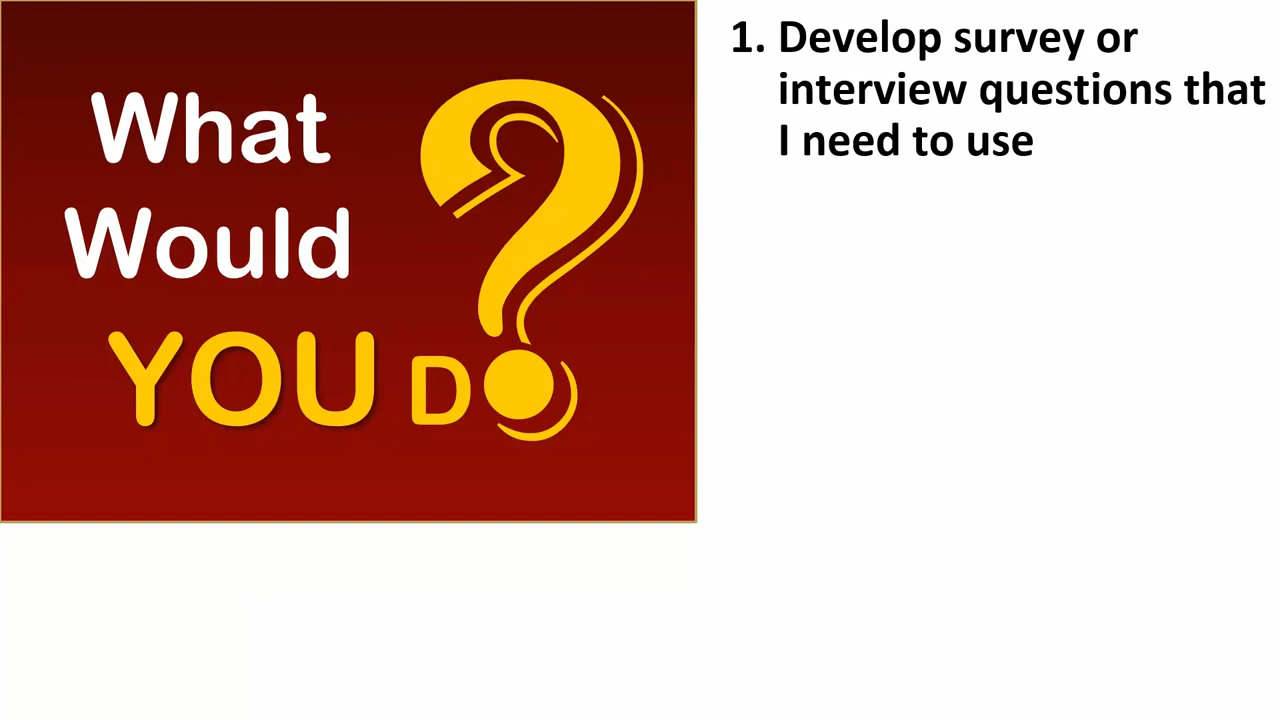 What
Would
YOU DO?
1. Develop survey or
interview questions that
I need to use